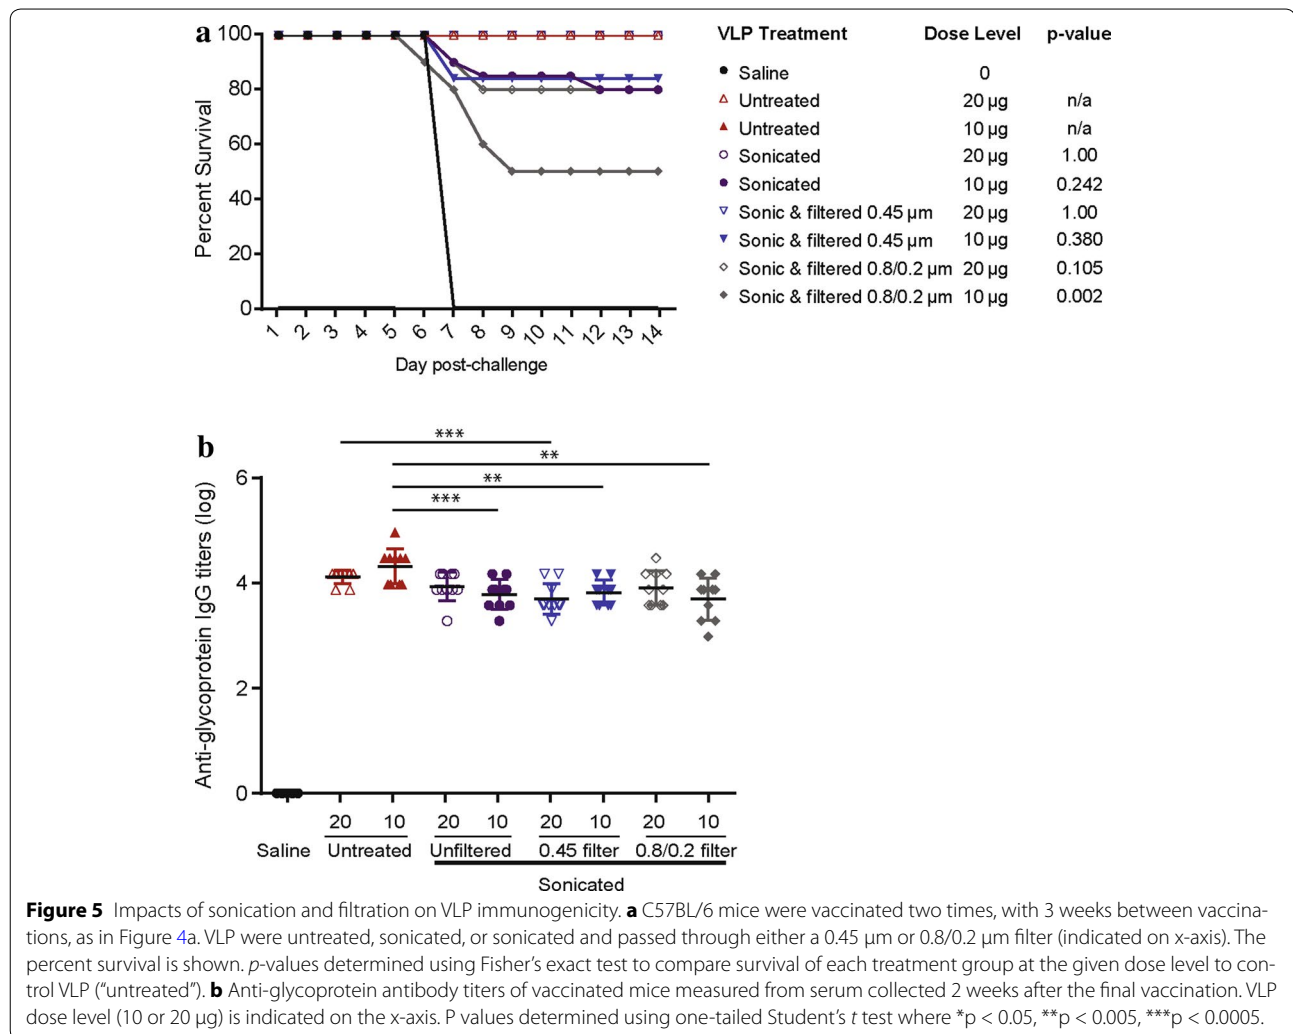 a
100
80
60
40
20
0
Percent Survival
1 2 3 4 5 6 7 8 9 10 11 12 13 14
Day post-challenge
VLP Treatment Dose Level p-value
Saline 0
Untreated 20 µg n/a
Untreated 10 µg n/a
Sonicated 20 µg 1.00
Sonicated 10 µg 0.242
Sonic & filtered 0.45 µm 20 µg 1.00
Sonic & filtered 0.45 µm 10 µg 0.380
Sonic & filtered 0.8/0.2 µm 20 µg 0.105
Sonic & filtered 0.8/0.2 µm 10 µg 0.002
b
***
**
**
***
6
4
2
0
Anti-glycoprotein IgG titers (log)
20 10 20 10 20 10 20 10
Saline Untreated Unfiltered 0.45 filter 0.8/0.2 filter
Sonicated
Figure 5 Impacts of sonication and filtration on VLP immunogenicity. a C57BL/6 mice were vaccinated two times, with 3 weeks between vaccina-
tions, as in Figure 4a. VLP were untreated, sonicated, or sonicated and passed through either a 0.45 µm or 0.8/0.2 µm filter (indicated on x-axis). The
percent survival is shown. p-values determined using Fisher's exact test to compare survival of each treatment group at the given dose level to con-
trol VLP ("untreated"). b Anti-glycoprotein antibody titers of vaccinated mice measured from serum collected 2 weeks after the final vaccination. VLP
dose level (10 or 20 µg) is indicated on the x-axis. P values determined using one-tailed Student's t test where *p < 0.05, **p < 0.005, ***p < 0.0005.